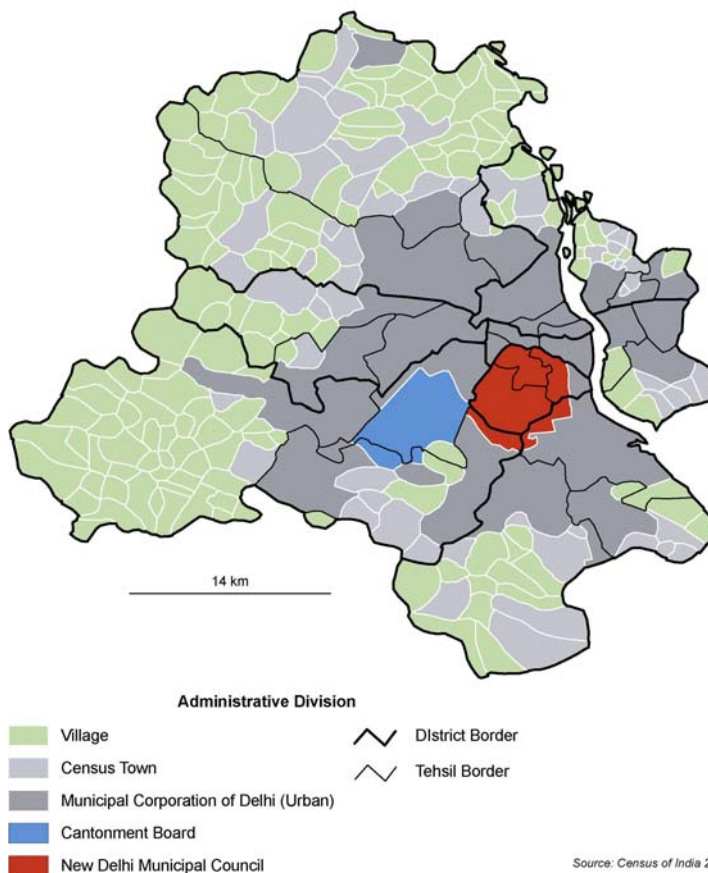 14 km
Administrative Division
Village
Census Town
Municipal Corporation of Delhi (Urban)
Cantonment Board
New Delhi Municipal Council
DIstrict Border
Tehsil Border
Source: Census of India 2